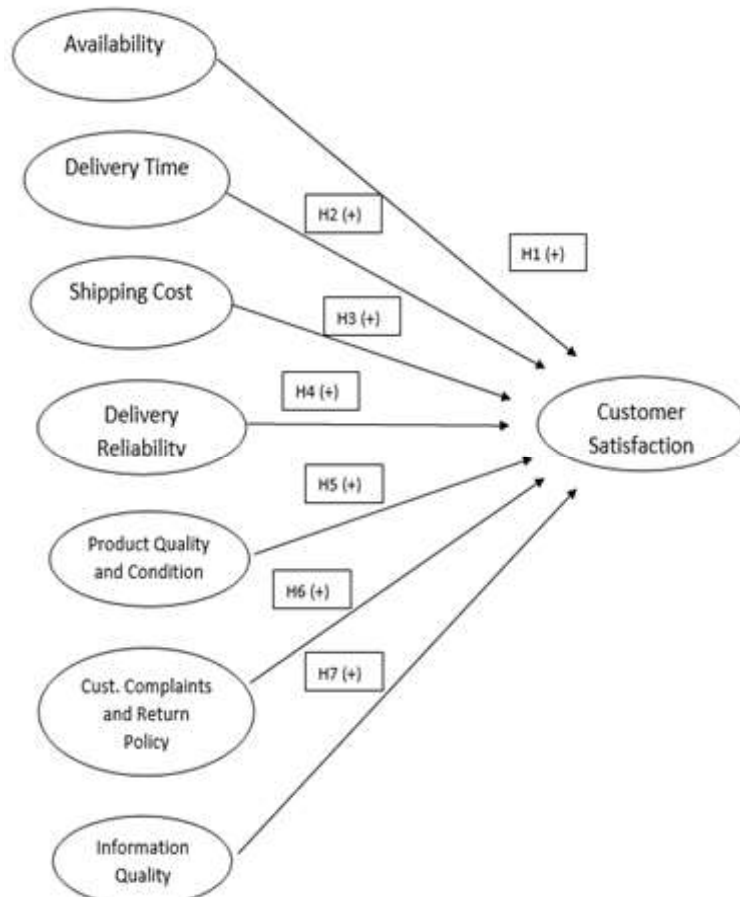 Availability
Delivery Time
H2 (+)
H1 (+)
Shipping Cost
H3 (+)
H4 (+)
Delivery
Reliability
Customer
Satisfaction
H5 (+)
Product Quality
and Condition
H6 (+)
Cust. Complaints
and Return
Policy
H7 (+)
Information
Quality